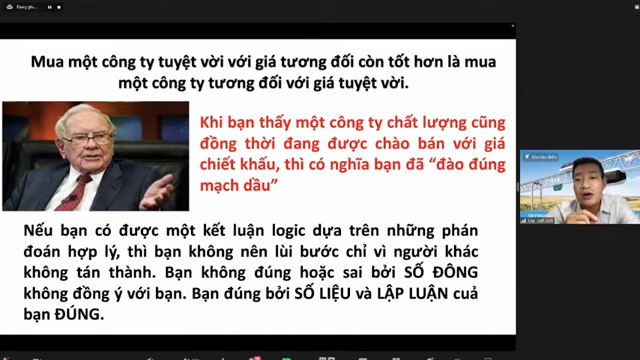 Mua một công ty tuyệt vời với giá tương đối còn tốt hơn là mua
một công ty tương đối với giá tuyệt vời.
Khi bạn thấy một công ty chất lượng cũng
đồng thời đang được chào bán với giá
chiết khấu, thì có nghĩa bạn đã “đào đúng
mạch dầu”
Nếu bạn có được một kết luận logic dựa trên những phán
đoán hợp lý, thì bạn không nên lùi bước chỉ vì người khác
không tán thành. Bạn không đúng hoặc sai bởi SỐ ĐÔNG
không đồng ý với bạn. Bạn đúng bởi SỐ LIỆU và LẬP LUẬN cuả
bạn ĐÚNG.